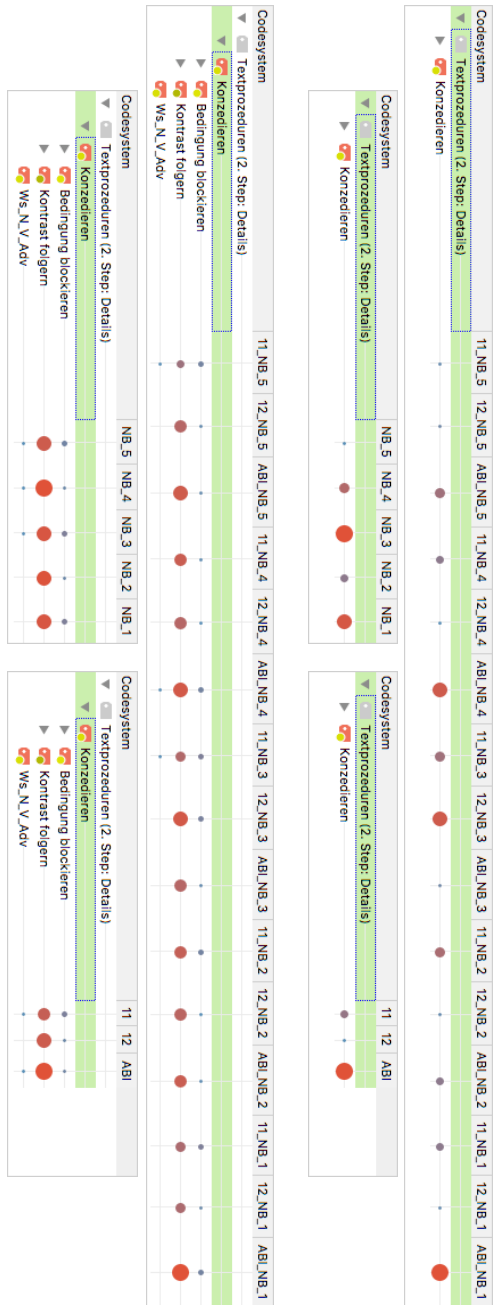 Codesystem 11_NB_5 12_NB_5 ABI_NB_5 11_NB_4 12_NB_4 ABI_NB_4 11_NB_3 12_NB_3 ABI_NB_3 11_NB_2 12_NB_2 ABI_NB_2 11_NB_1 12_NB_1 ABI_NB_1
Textprozeduren (2. Step: Details)
Konzedieren
Codesystem NB_5 NB_4 NB_3 NB_2 NB_1
Textprozeduren (2. Step: Details)
Konzedieren
Codesystem 11 12 ABI
Textprozeduren (2. Step: Details)
Konzedieren
Codesystem 11_NB_5 12_NB_5 ABI_NB_5 11_NB_4 12_NB_4 ABI_NB_4 11_NB_3 12_NB_3 ABI_NB_3 11_NB_2 12_NB_2 ABI_NB_2 11_NB_1 12_NB_1 ABI_NB_1
Textprozeduren (2. Step: Details)
Konzedieren
Bedingung blockieren
Kontrast folgern
Ws_N_V_Adv
Codesystem NB_5 NB_4 NB_3 NB_2 NB_1
Textprozeduren (2. Step: Details)
Konzedieren
Bedingung blockieren
Kontrast folgern
Ws_N_V_Adv
Codesystem 11 12 ABI
Textprozeduren (2. Step: Details)
Konzedieren
Bedingung blockieren
Kontrast folgern
Ws_N_V_Adv